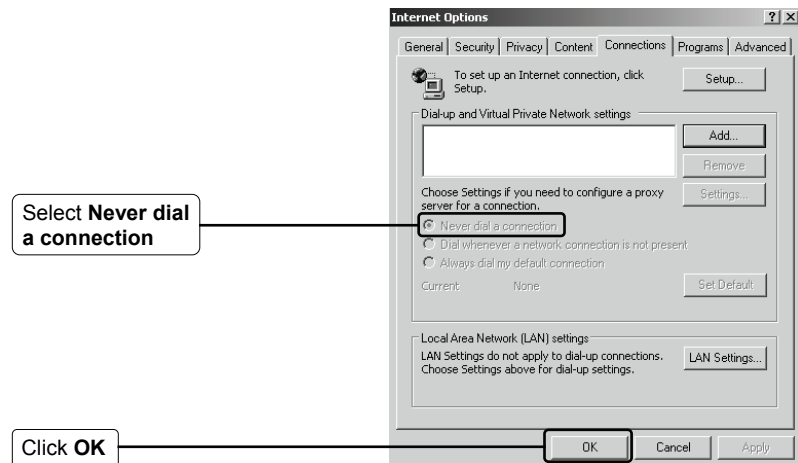 Internet Options
General Security Privacy Content Connections Programs Advanced
To set up an Internet connection, click
Setup.
Setup...
Dial-up and Virtual Private Network settings
Add...
Remove
Choose Settings if you need to configure a proxy
server for a connection.
Settings...
Never dial a connection
Dial whenever a network connection is not present
Always dial my default connection
Current None
Set Default
Local Area Network (LAN) settings
LAN Settings do not apply to dial-up connections.
Choose Settings above for dial-up settings.
LAN Settings...
OK Cancel Apply
Select Never dial
a connection
Click OK